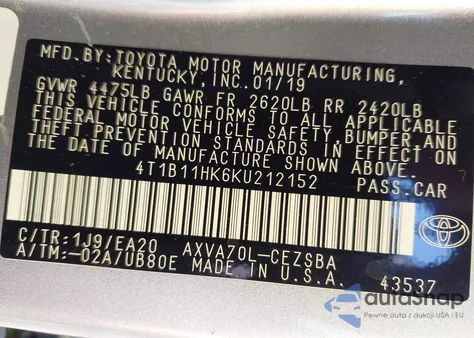 MFD.BY:TOYOTA MOTOR MANUFACTURING,
KENTUCKY,INC.01/19
GVWR 4475LB GAWR FR 2620LB RR 2420LB
THIS VEHICLE CONFORMS TO ALL APPLICABLE
FEDERAL MOTOR VEHICLE SAFETY,BUMPER,AND
THEFT PREVENTION STANDARDS IN EFFECT ON
THE DATE OF MANUFACTURE SHOWN ABOVE.
4T1B11HK6KU212152 PASS.CAR
C/TR:1J9/EA20 AXVA70L-CEZSBA
A/TM:-02A/UB80E MADE IN U.S.A. 43537
autoSnap
Pewne auta z aukcji USA i EU